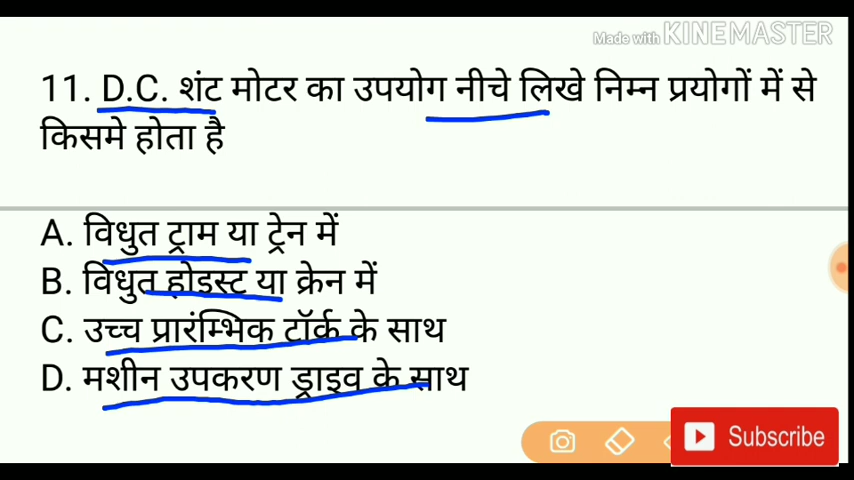 Made with KINEMASTER
11. D.C. शंट मोटर का उपयोग नीचे लिखे निम्न प्रयोगों में से
किसमे होता है
A. विधुत ट्राम या ट्रेन में
B. विधुत होइस्ट या क्रेन में
C. उच्च प्रारंम्भिक टॉर्क के साथ
D. मशीन उपकरण ड्राइव के साथ
Subscribe